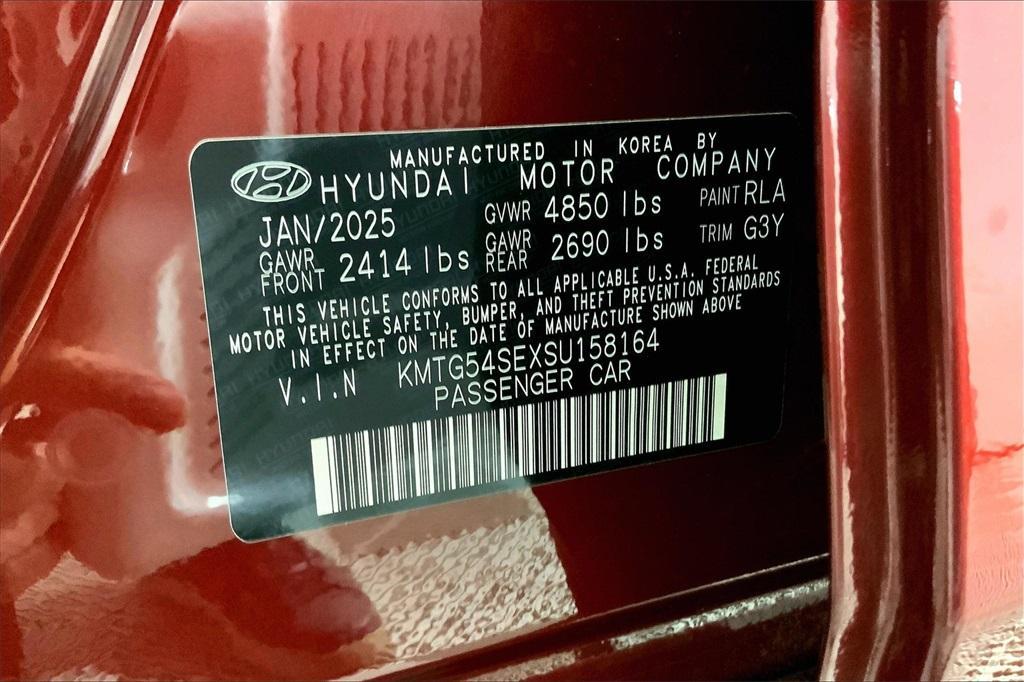 MANUFACTURED IN KOREA BY
HYUNDAI MOTOR COMPANY
JAN/2025 GVWR 4850 lbs PAINT RLA
GAWR FRONT 2414 lbs GAWR REAR 2690 lbs TRIM G3Y
THIS VEHICLE CONFORMS TO ALL APPLICABLE U.S.A. FEDERAL
MOTOR VEHICLE SAFETY, BUMPER, AND THEFT PREVENTION STANDARDS
IN EFFECT ON THE DATE OF MANUFACTURE SHOWN ABOVE
V.I.N KMTG54SEXSU158164
PASSENGER CAR